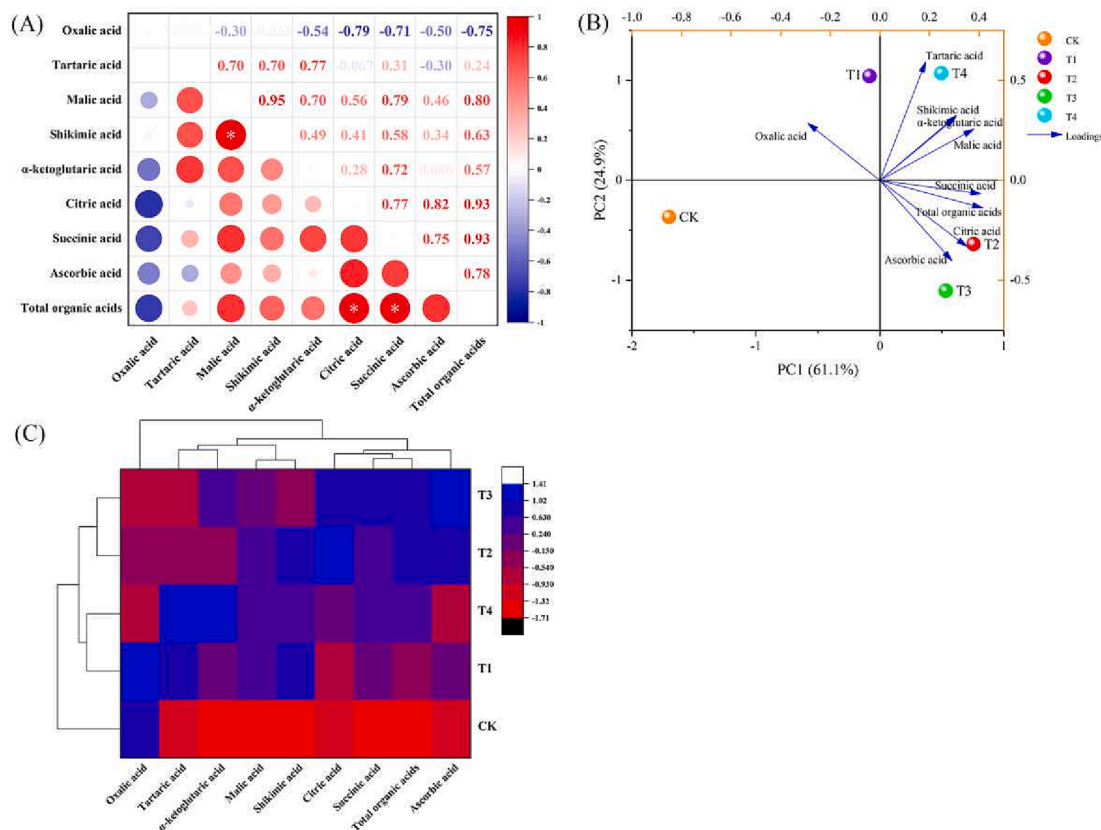 (A)
Oxalic acid -0.30 -0.54 -0.79 -0.71 -0.50 -0.75
Tartaric acid 0.70 0.70 0.77 -0.067 0.31 -0.30 0.24
Malic acid 0.95 0.70 0.56 0.79 0.46 0.80
Shikimic acid * 0.49 0.41 0.58 0.34 0.63
α-ketoglutaric acid 0.28 0.72 0.57
Citric acid 0.77 0.82 0.93
Succinic acid 0.75 0.93
Ascorbic acid 0.78
Total organic acids * *
Oxalic acid
Tartaric acid
Malic acid
Shikimic acid
α-ketoglutaric acid
Citric acid
Succinic acid
Ascorbic acid
Total organic acids
1
0.8
0.6
0.4
0.2
0
-0.2
-0.4
-0.6
-0.8
-1
(B)
-1.0 -0.8 -0.4 0.0 0.4 0.8
PC2 (24.9%)
1
0
-1
0.5
0.0
-0.5
T1
T4
Tartaric acid
Shikimic acid
α-ketoglutaric acid
Oxalic acid
Malic acid
Succinic acid
Total organic acids
CK
Citric acid
T2
Ascorbic acid
T3
-2 -1 0 1
PC1 (61.1%)
CK
T1
T2
T3
T4
Loadings
(C)
T3
T2
T4
T1
CK
Oxalic acid
Tartaric acid
α-ketoglutaric acid
Malic acid
Shikimic acid
Citric acid
Succinic acid
Total organic acids
Ascorbic acid
1.41
1.02
0.630
0.240
-0.150
-0.540
-0.930
-1.32
-1.71